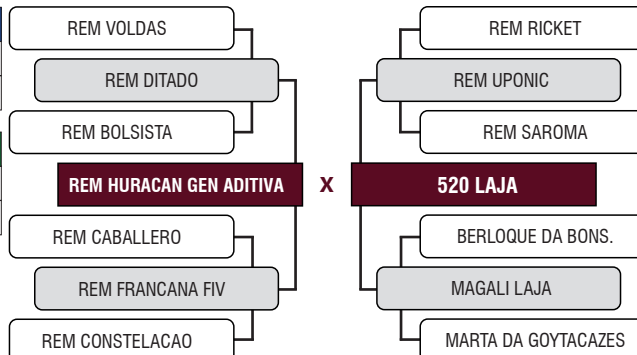 REM VOLDAS
REM DITADO
REM BOLSISTA
REM HURACAN GEN ADITIVA
REM CABALLERO
REM FRANCANA FIV
REM CONSTELACAO
X
REM RICKET
REM UPONIC
REM SAROMA
520 LAJA
BERLOQUE DA BONS.
MAGALI LAJA
MARTA DA GOYTACAZES